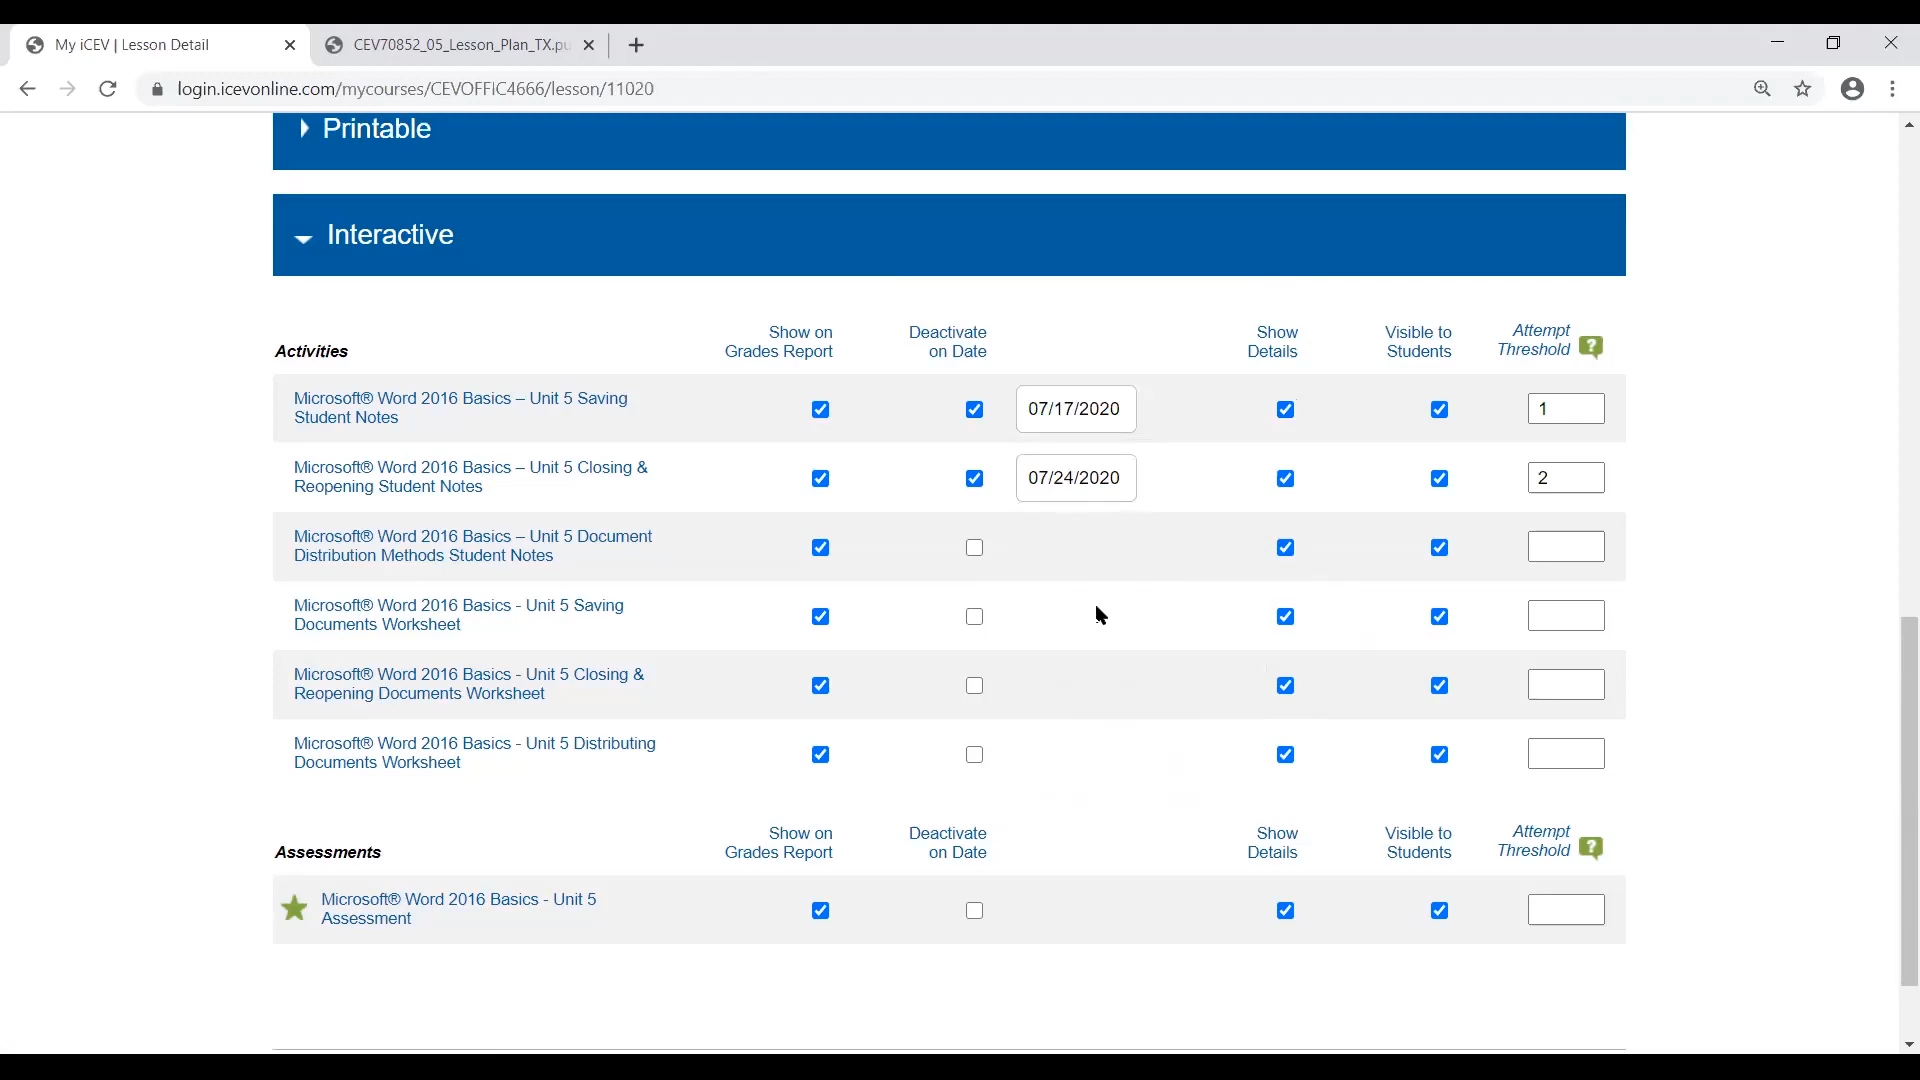 My iCEV | Lesson Detail
CEV70852_05_Lesson_Plan_TX.pu
login.icevonline.com/mycourses/CEVOFFIC4666/lesson/11020
Printable
Interactive
Activities
Show on
Grades Report
Deactivate
on Date
Show
Details
Visible to
Students
Attempt
Threshold ?
Microsoft® Word 2016 Basics – Unit 5 Saving
Student Notes
07/17/2020
1
Microsoft® Word 2016 Basics – Unit 5 Closing &
Reopening Student Notes
07/24/2020
2
Microsoft® Word 2016 Basics – Unit 5 Document
Distribution Methods Student Notes
Microsoft® Word 2016 Basics - Unit 5 Saving
Documents Worksheet
Microsoft® Word 2016 Basics - Unit 5 Closing &
Reopening Documents Worksheet
Microsoft® Word 2016 Basics - Unit 5 Distributing
Documents Worksheet
Assessments
Show on
Grades Report
Deactivate
on Date
Show
Details
Visible to
Students
Attempt
Threshold ?
Microsoft® Word 2016 Basics - Unit 5
Assessment